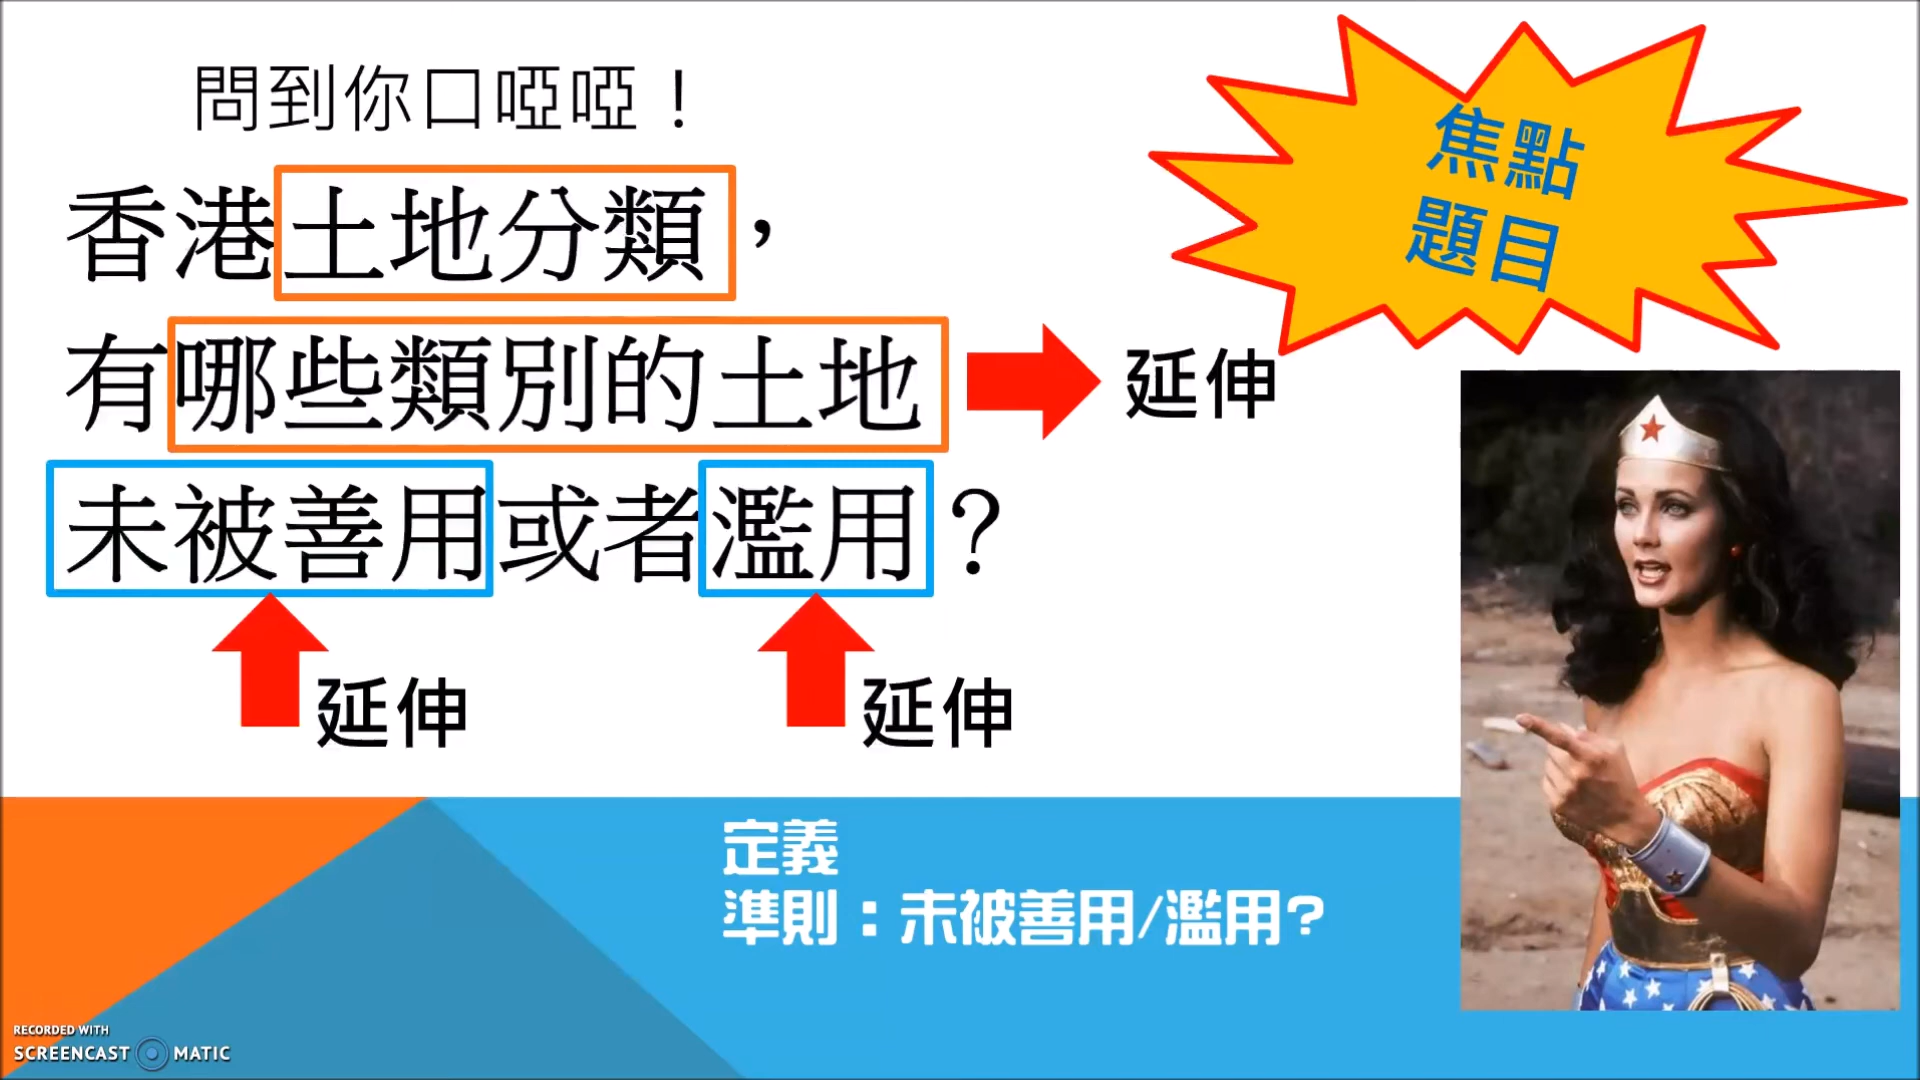 問到你口啞啞！
香港土地分類，
有哪些類別的土地
未被善用或者濫用？
延伸
延伸
延伸
焦點
題目
定義
準則：未被善用/濫用？
RECORDED WITH
SCREENCAST MATIC